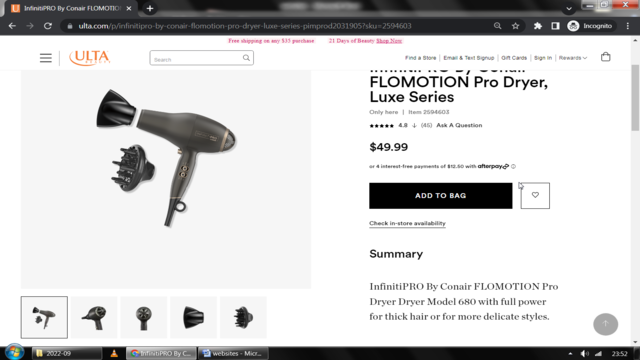 InfinitiPRO By Conair FLOMOTION
ulta.com/p/infinitipro-by-conair-flomotion-pro-dryer-luxe-series-pimprod2031905?sku=2594603
Incognito
Free shipping on any $35 purchase
21 Days of Beauty Shop Now
ULTA
BEAUTY
Search
Find a Store
Email & Text Signup
Gift Cards
Sign In
Rewards
InfinitiPRO By Conair
FLOMOTION Pro Dryer,
Luxe Series
Only here | Item 2594603
4.8 (45) Ask A Question
$49.99
or 4 interest-free payments of $12.50 with afterpay
ADD TO BAG
Check in-store availability
Summary
InfinitiPRO By Conair FLOMOTION Pro
Dryer Dryer Model 680 with full power
for thick hair or for more delicate styles.
2022-09
InfinitiPRO By C...
websites - Micr...
23:52